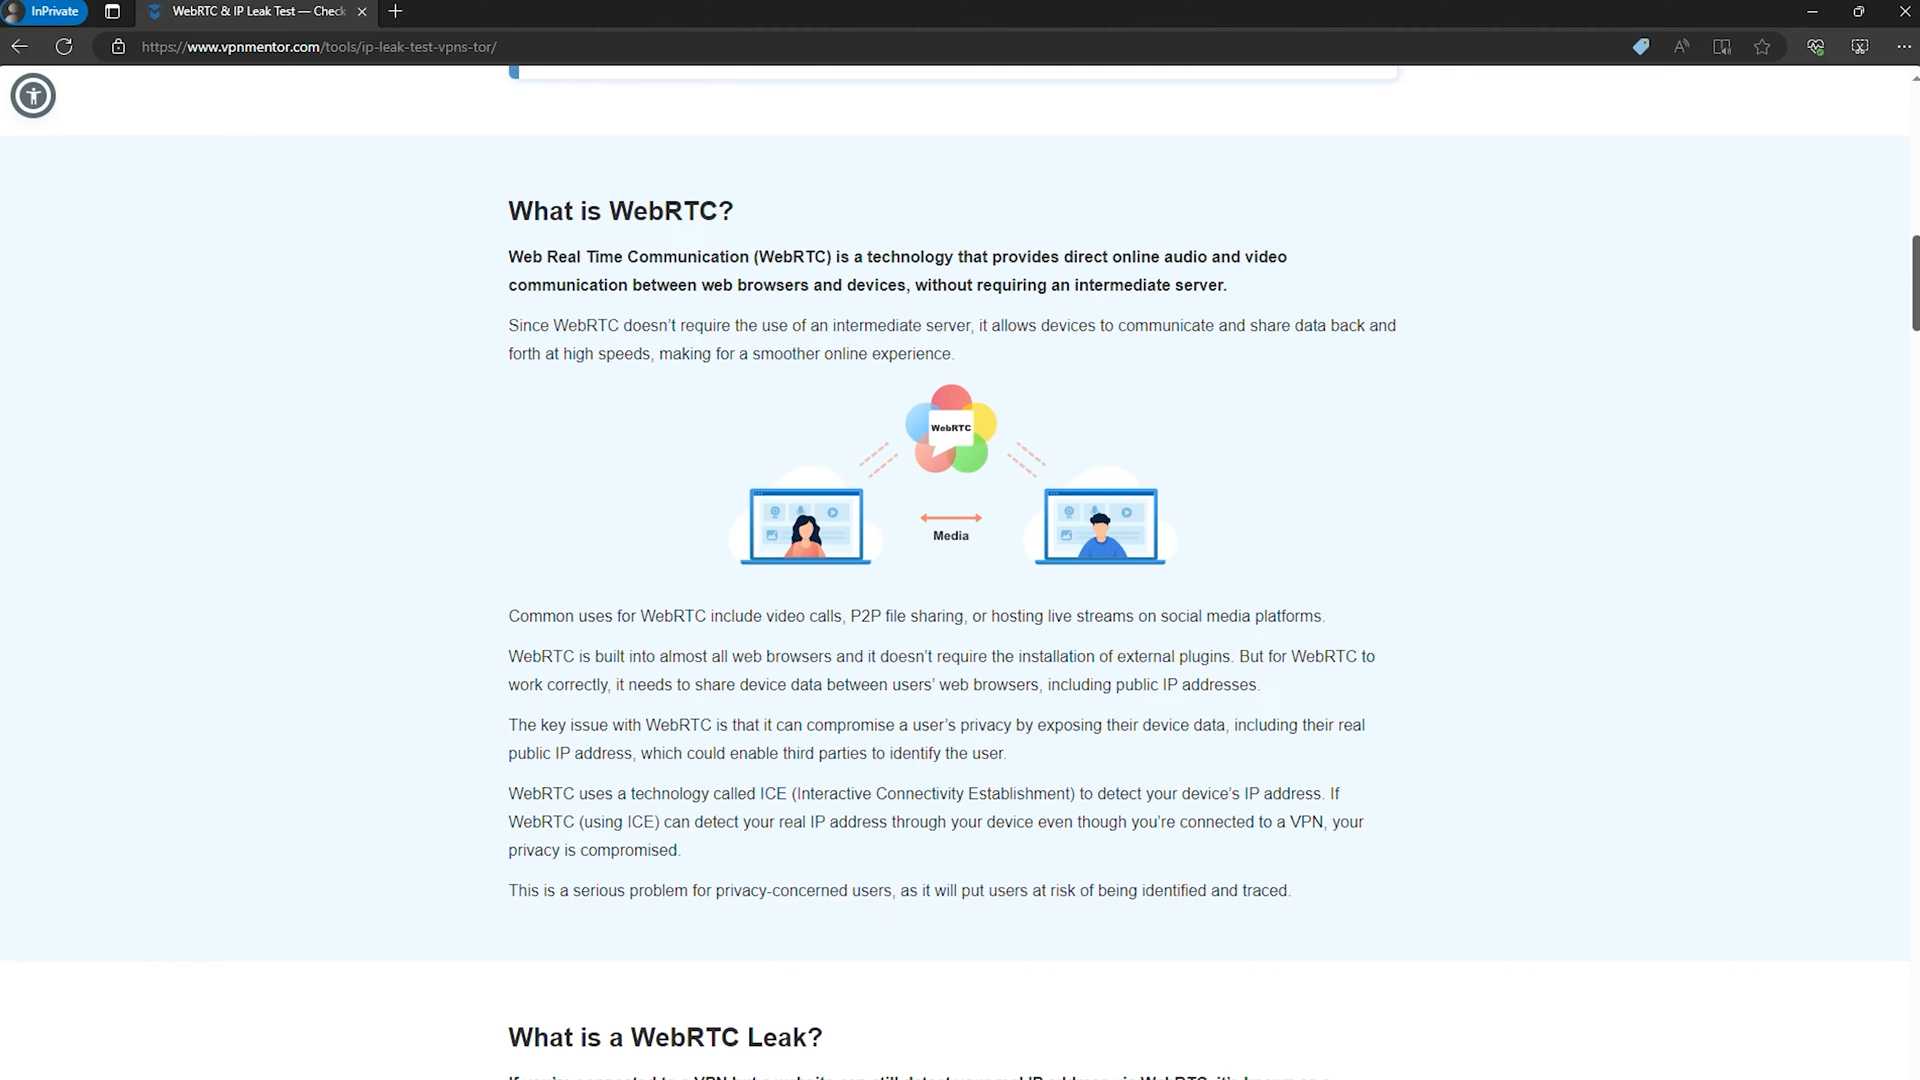 InPrivate
WebRTC & IP Leak Test — Check
https://www.vpnmentor.com/tools/ip-leak-test-vpns-tor/
What is WebRTC?
Web Real Time Communication (WebRTC) is a technology that provides direct online audio and video
communication between web browsers and devices, without requiring an intermediate server.
Since WebRTC doesn't require the use of an intermediate server, it allows devices to communicate and share data back and
forth at high speeds, making for a smoother online experience.
WebRTC
Media
Common uses for WebRTC include video calls, P2P file sharing, or hosting live streams on social media platforms.
WebRTC is built into almost all web browsers and it doesn't require the installation of external plugins. But for WebRTC to
work correctly, it needs to share device data between users' web browsers, including public IP addresses.
The key issue with WebRTC is that it can compromise a user's privacy by exposing their device data, including their real
public IP address, which could enable third parties to identify the user.
WebRTC uses a technology called ICE (Interactive Connectivity Establishment) to detect your device's IP address. If
WebRTC (using ICE) can detect your real IP address through your device even though you're connected to a VPN, your
privacy is compromised.
This is a serious problem for privacy-concerned users, as it will put users at risk of being identified and traced.
What is a WebRTC Leak?